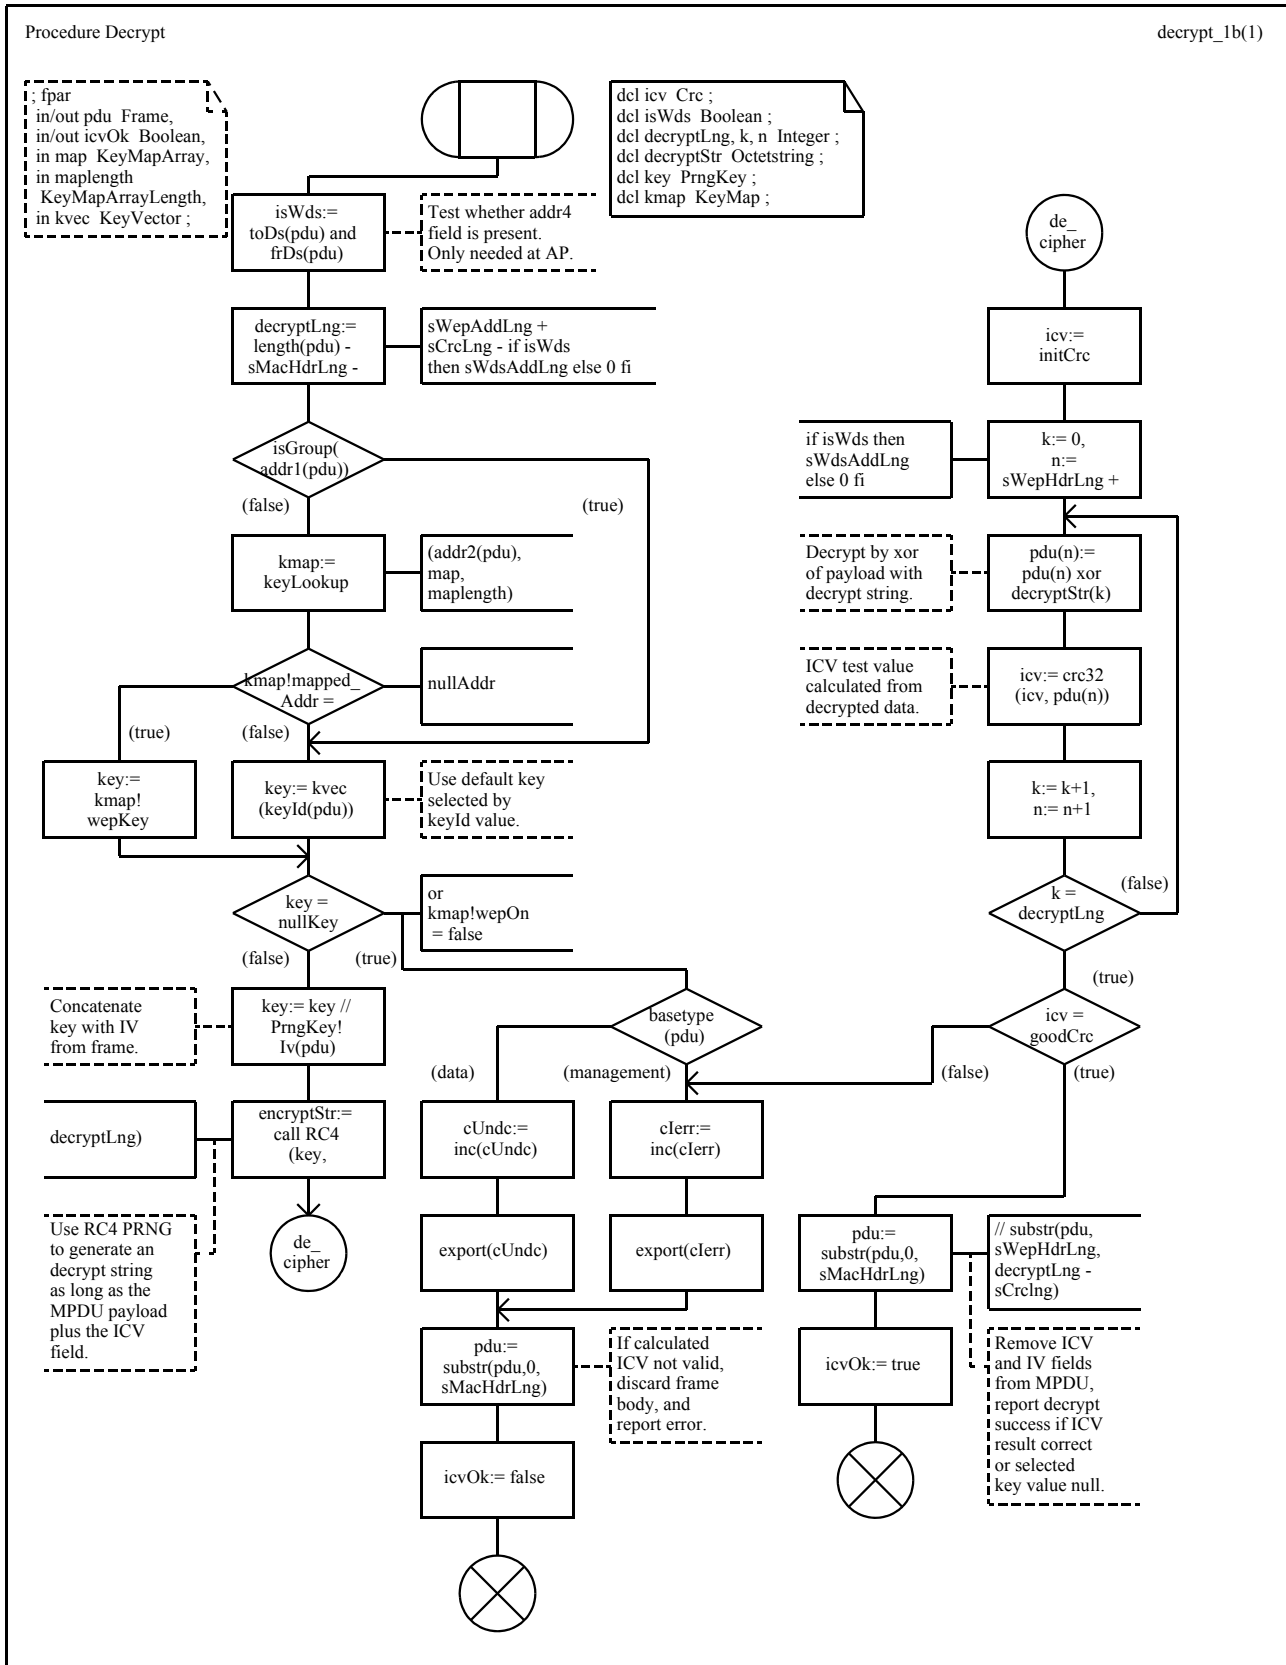 Procedure Decrypt
decrypt_1b(1)
; fpar
in/out pdu Frame,
in/out icvOk Boolean,
in map KeyMapArray,
in maplength
KeyMapArrayLength,
in kvec KeyVector ;
dcl icv Crc ;
dcl isWds Boolean ;
dcl decryptLng, k, n Integer ;
dcl decryptStr Octetstring ;
dcl key PrngKey ;
dcl kmap KeyMap ;
isWds:=
toDs(pdu) and
frDs(pdu)
Test whether addr4
field is present.
Only needed at AP.
decryptLng:=
length(pdu) -
sMacHdrLng -
sWepAddLng +
sCrcLng - if isWds
then sWdsAddLng else 0 fi
isGroup(
addr1(pdu))
(false)
(true)
kmap:=
keyLookup
(addr2(pdu),
map,
maplength)
kmap!mapped_
Addr =
nullAddr
(true)
(false)
key:=
kmap!
wepKey
key:= kvec
(keyId(pdu))
Use default key
selected by
keyId value.
key =
nullKey
or
kmap!wepOn
= false
(false)
(true)
Concatenate
key with IV
from frame.
key:= key //
PrngKey!
Iv(pdu)
basetype
(pdu)
(data)
(management)
decryptLng)
encryptStr:=
call RC4
(key,
cUndc:=
inc(cUndc)
cIerr:=
inc(cIerr)
Use RC4 PRNG
to generate an
decrypt string
as long as the
MPDU payload
plus the ICV
field.
de_
cipher
export(cUndc)
export(cIerr)
pdu:=
substr(pdu,0,
sMacHdrLng)
If calculated
ICV not valid,
discard frame
body, and
report error.
icvOk:= false
de_
cipher
icv:=
initCrc
if isWds then
sWdsAddLng
else 0 fi
k:= 0,
n:=
sWepHdrLng +
Decrypt by xor
of payload with
decrypt string.
pdu(n):=
pdu(n) xor
decryptStr(k)
ICV test value
calculated from
decrypted data.
icv:= crc32
(icv, pdu(n))
k:= k+1,
n:= n+1
k =
decryptLng
(false)
(true)
icv =
goodCrc
(false)
(true)
pdu:=
substr(pdu,0,
sMacHdrLng)
// substr(pdu,
sWepHdrLng,
decryptLng -
sCrclng)
icvOk:= true
Remove ICV
and IV fields
from MPDU,
report decrypt
success if ICV
result correct
or selected
key value null.